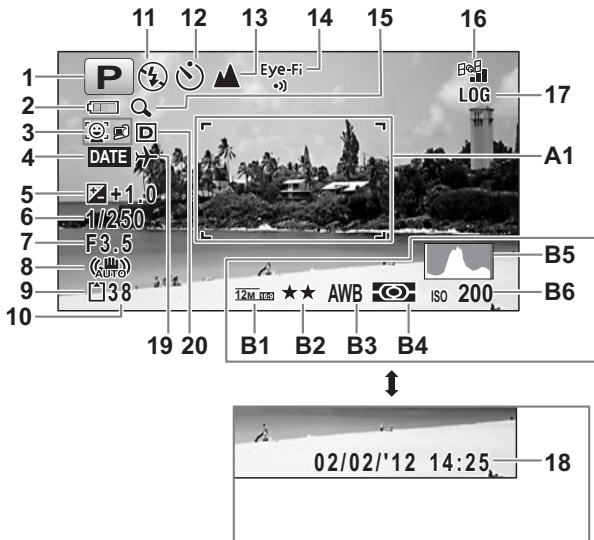 11 12 13 14 15 16
1 P Eye-Fi
2 LOG 17
3 D
4 DATE A1
5 +1.0
6 1/250
7 F3.5 B5
8 AUTO
9 38 12M 16:9 ★★ AWB ISO 200 B6
10 19 20 B1 B2 B3 B4
02/02/'12 14:25 18